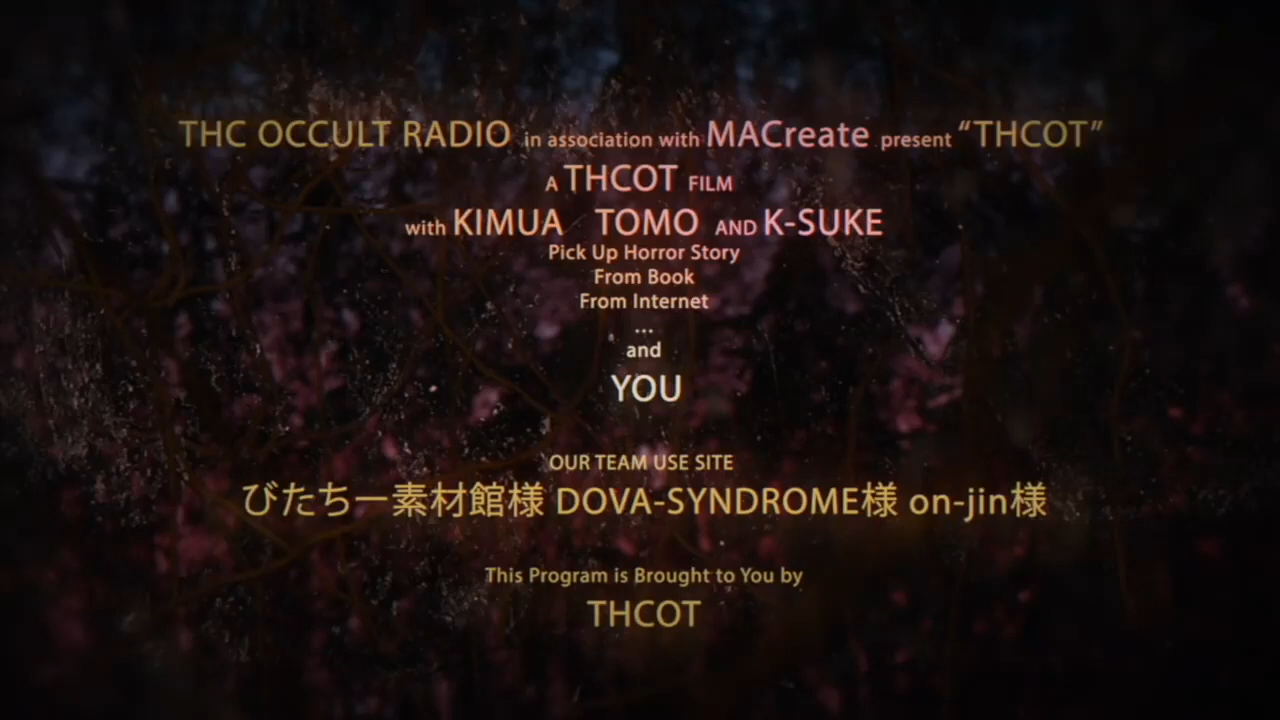 THC OCCULT RADIO in association with MACreate present “THCOT”
A THCOT FILM
with KIMUA TOMO AND K-SUKE
Pick Up Horror Story
From Book
From Internet
...
and
YOU
OUR TEAM USE SITE
びたちー素材館様 DOVA-SYNDROME様 on-jin様
This Program is Brought to You by
THCOT